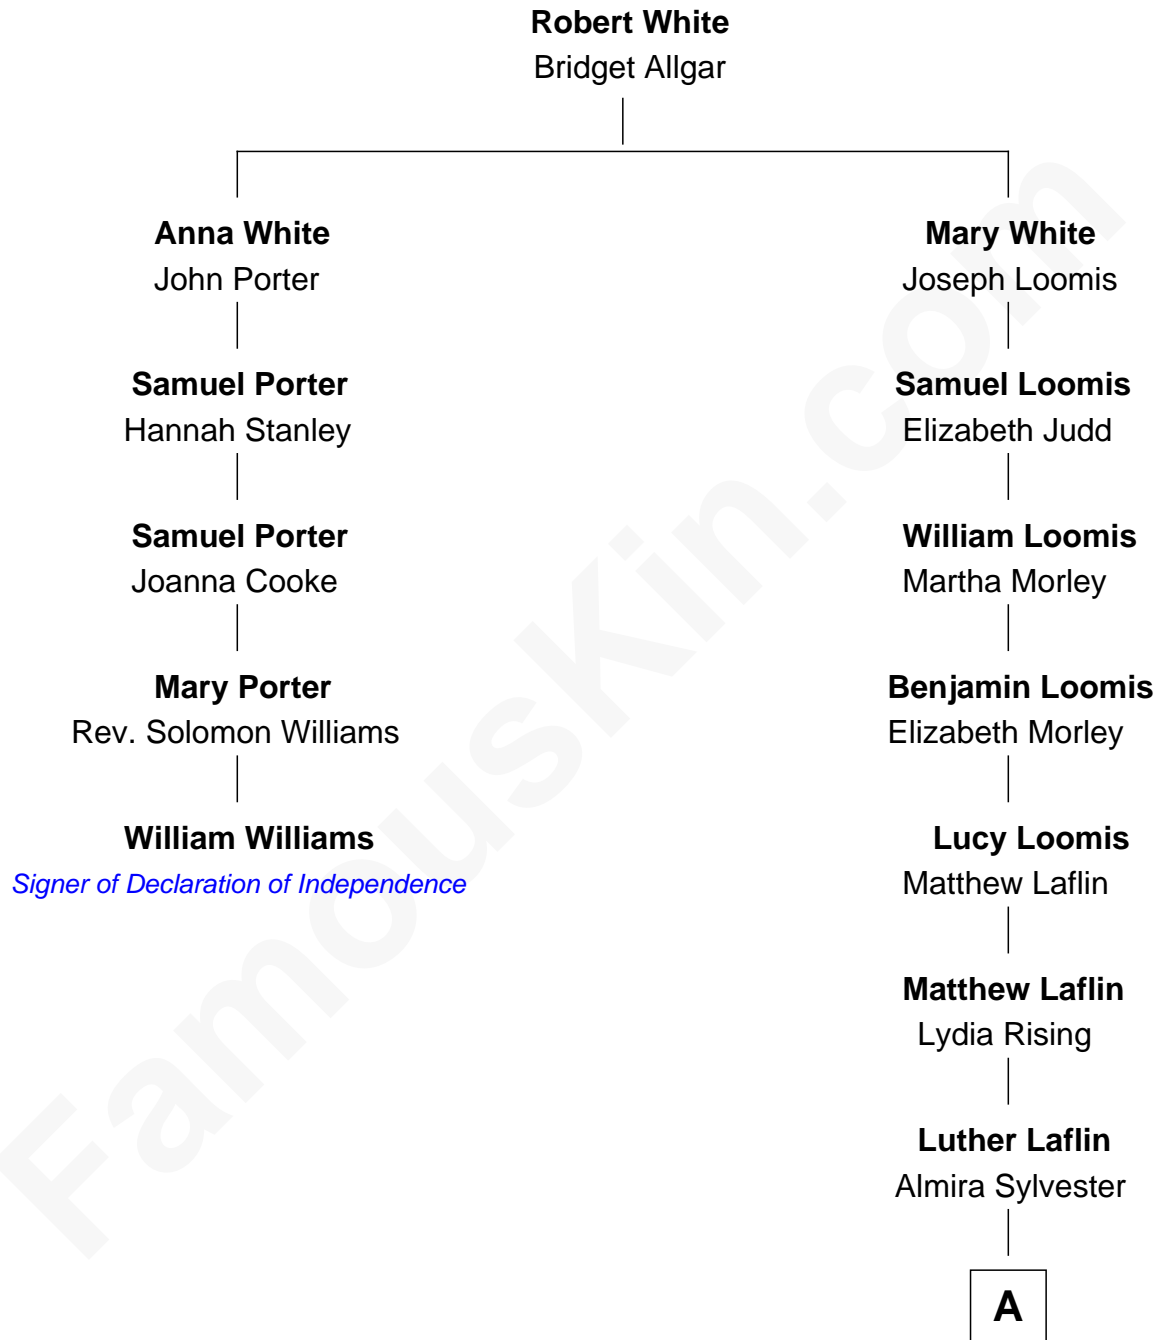 Robert White
Bridget Allgar
Anna White
John Porter
Samuel Porter
Hannah Stanley
Samuel Porter
Joanna Cooke
Mary Porter
Rev. Solomon Williams
William Williams
Signer of Declaration of Independence
Mary White
Joseph Loomis
Samuel Loomis
Elizabeth Judd
William Loomis
Martha Morley
Benjamin Loomis
Elizabeth Morley
Lucy Loomis
Matthew Laflin
Matthew Laflin
Lydia Rising
Luther Laflin
Almira Sylvester
A
FamousKin.com